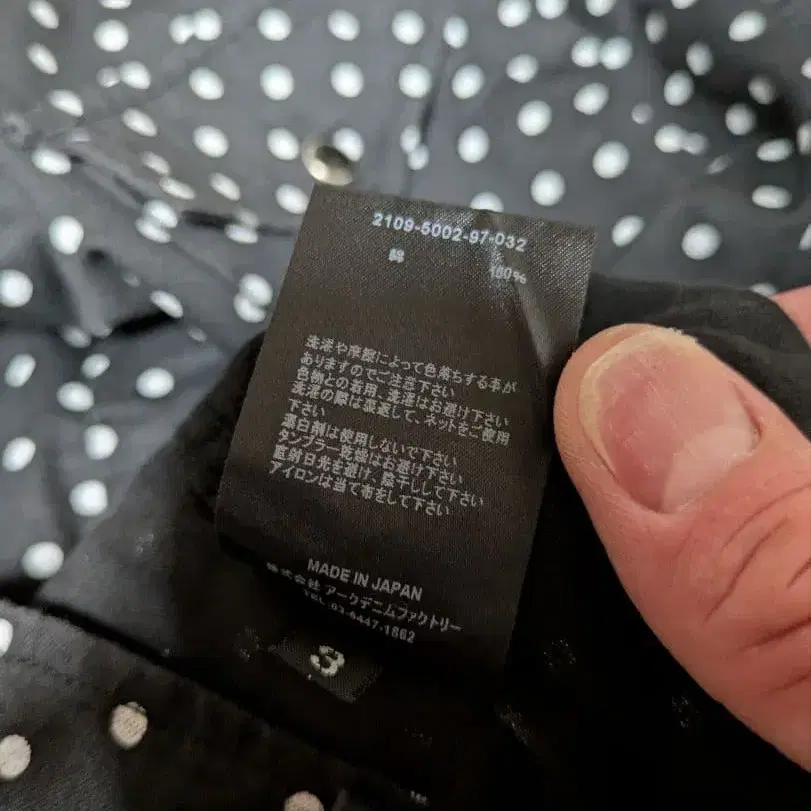 2109-5002-97-032
綿 100%
洗濯や摩擦によって色落ちする事が
ありますのでご注意下さい
色物との着用、洗濯はお避け下さい
洗濯の際は裏返して、ネットをご使用
下さい
漂白剤は使用しないで下さい
タンブラー乾燥はお避け下さい
直射日光を避け、陰干しして下さい
アイロンは当て布をして下さい
MADE IN JAPAN
株式会社 アークデニムファクトリー
TEL 03-6447-1862
3